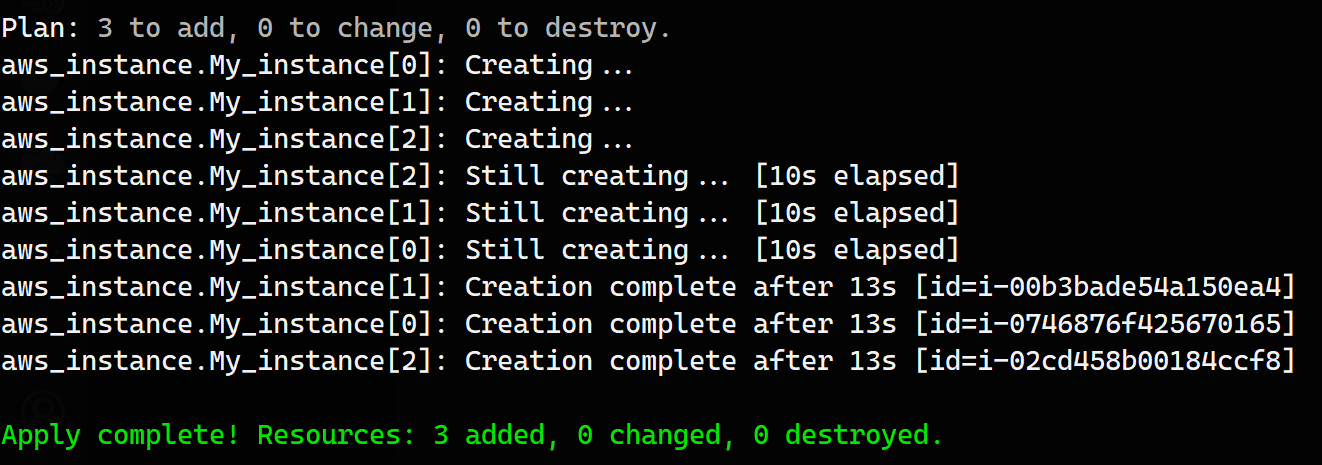 Plan: 3 to add, 0 to change, 0 to destroy.
aws_instance.My_instance[0]: Creating...
aws_instance.My_instance[1]: Creating...
aws_instance.My_instance[2]: Creating...
aws_instance.My_instance[2]: Still creating... [10s elapsed]
aws_instance.My_instance[1]: Still creating... [10s elapsed]
aws_instance.My_instance[0]: Still creating... [10s elapsed]
aws_instance.My_instance[1]: Creation complete after 13s [id=i-00b3bade54a150ea4]
aws_instance.My_instance[0]: Creation complete after 13s [id=i-0746876f425670165]
aws_instance.My_instance[2]: Creation complete after 13s [id=i-02cd458b00184ccf8]
Apply complete! Resources: 3 added, 0 changed, 0 destroyed.